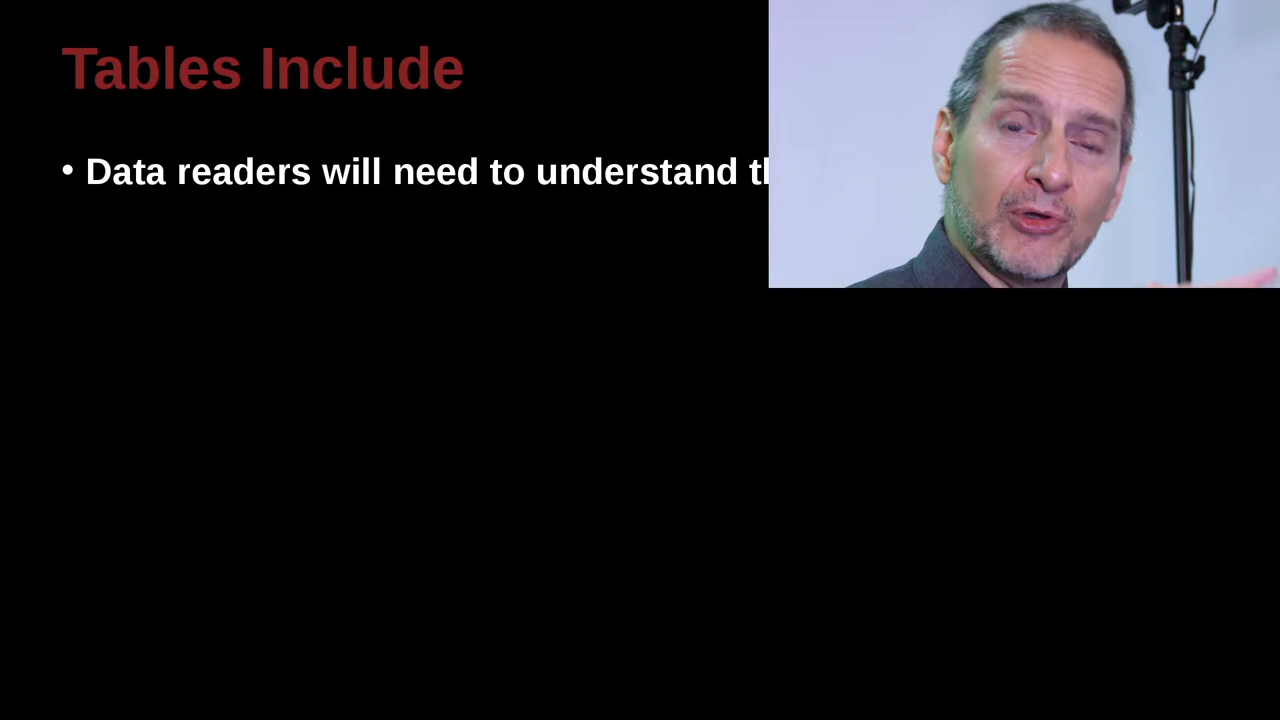 Tables Include
• Data readers will need to understand